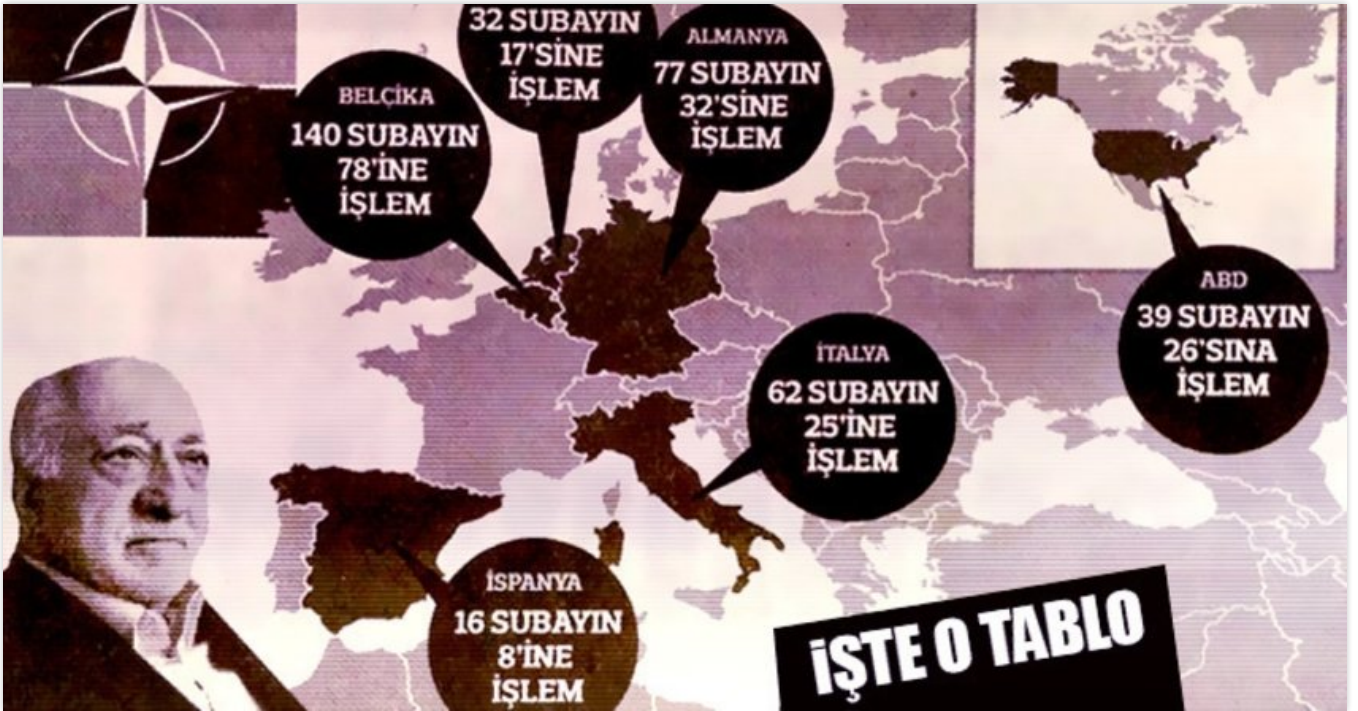 32 SUBAYIN
17'SİNE
İŞLEM
ALMANYA
77 SUBAYIN
32'SİNE
İŞLEM
BELÇİKA
140 SUBAYIN
78'İNE
İŞLEM
ABD
39 SUBAYIN
26'SINA
İŞLEM
İTALYA
62 SUBAYIN
25'İNE
İŞLEM
İSPANYA
16 SUBAYIN
8'İNE
İŞLEM
İŞTE O TABLO